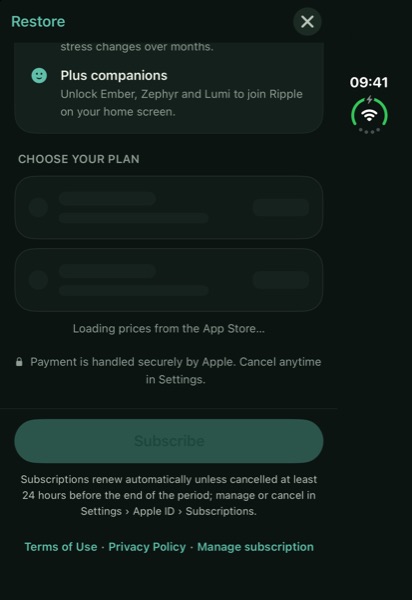 Restore
09:41
stress changes over months.
Plus companions
Unlock Ember, Zephyr and Lumi to join Ripple
on your home screen.
CHOOSE YOUR PLAN
Loading prices from the App Store...
Payment is handled securely by Apple. Cancel anytime
in Settings.
Subscribe
Subscriptions renew automatically unless cancelled at least
24 hours before the end of the period; manage or cancel in
Settings › Apple ID › Subscriptions.
Terms of Use · Privacy Policy · Manage subscription